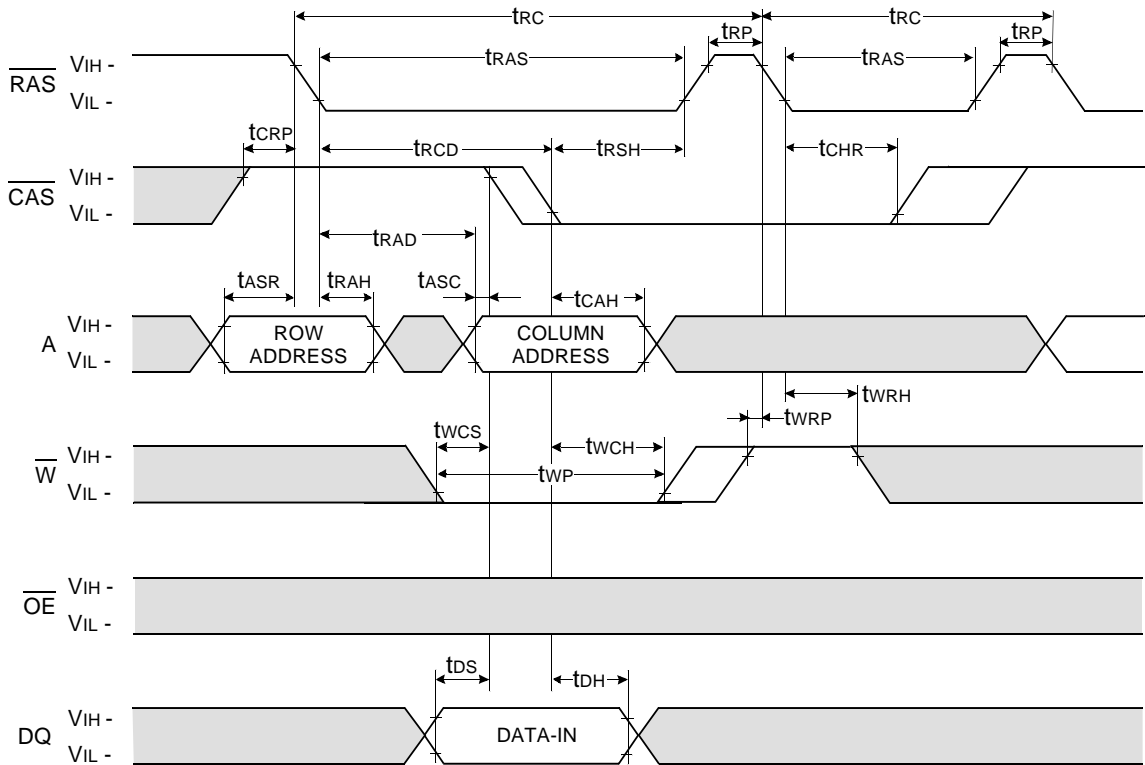 tRC tRC
tRP tRP
RAS VIH -
VIL -
tRAS tRAS
tCRP tRCD tRSH tCHR
CAS VIH -
VIL -
tRAD
tASR tRAH tASC tCAH
A VIH -
VIL -
ROW
ADDRESS
COLUMN
ADDRESS
tWRH
tWRP
tWCS tWCH
tWP
W VIH -
VIL -
OE VIH -
VIL -
tDS tDH
DQ VIH -
VIL -
DATA-IN